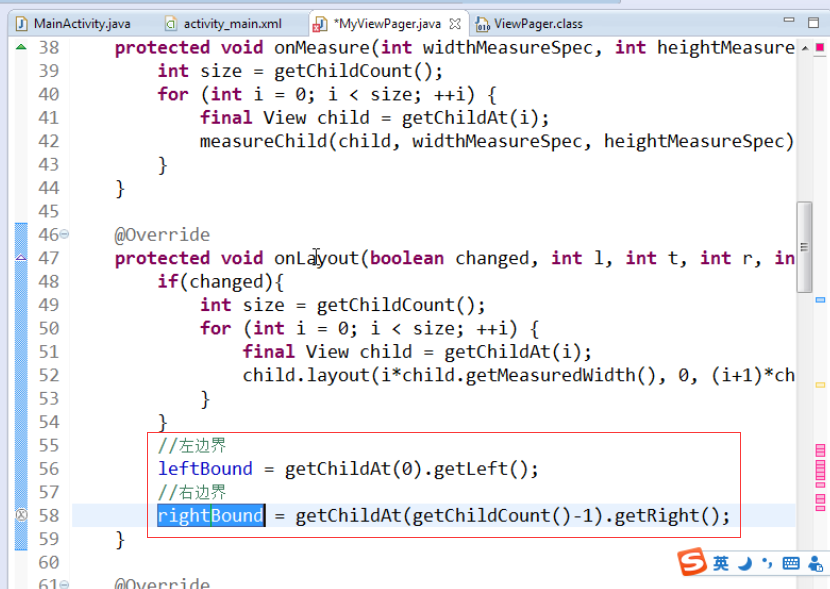 MainActivity.java activity_main.xml *MyViewPager.java ViewPager.class
38 protected void onMeasure(int widthMeasureSpec, int heightMeasure
39 int size = getChildCount();
40 for (int i = 0; i < size; ++i) {
41 final View child = getChildAt(i);
42 measureChild(child, widthMeasureSpec, heightMeasureSpec)
43 }
44 }
45
46 @Override
47 protected void onLayout(boolean changed, int l, int t, int r, in
48 if(changed){
49 int size = getChildCount();
50 for (int i = 0; i < size; ++i) {
51 final View child = getChildAt(i);
52 child.layout(i*child.getMeasuredWidth(), 0, (i+1)*ch
53 }
54 }
55 //左边界
56 leftBound = getChildAt(0).getLeft();
57 //右边界
58 rightBound = getChildAt(getChildCount()-1).getRight();
59 }
60
61 @Override
英